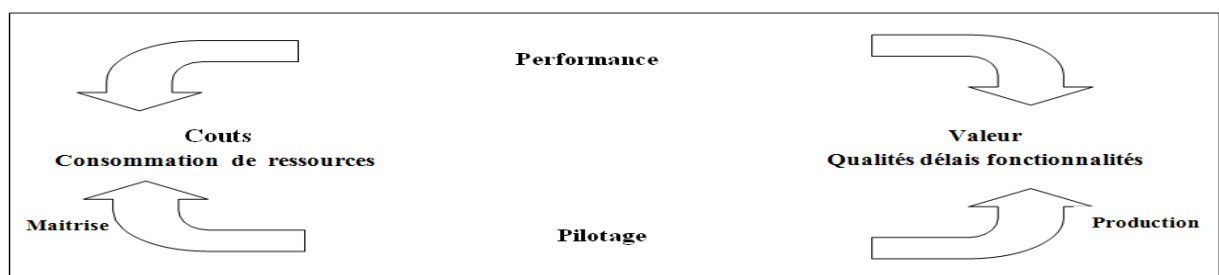 Performance
Couts
Consommation de ressources
Valeur
Qualités délais fonctionnalités
Maitrise
Pilotage
Production